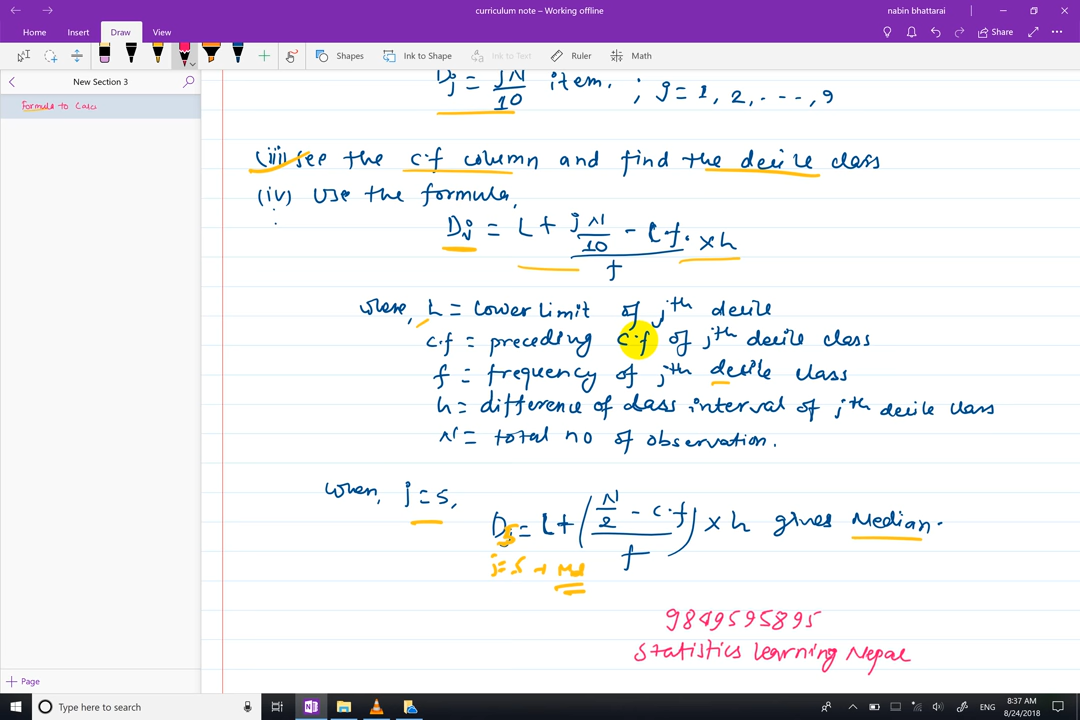 curriculum note – Working offline
nabin bhattarai
Home Insert Draw View
Share
Shapes Ink to Shape Ink to Text Ruler Math
New Section 3
Formula to Calc
Dj = jN/10 item. ; j = 1, 2, ----, 9
(iii) see the c.f column and find the decile class
(iv) Use the formula,
Dj = L + jN/10 - c.f. / f × h
where, L = lower limit of jth decile
c.f = preceding c.f of jth decile class
f = frequency of jth decile class
h = difference of class interval of jth decile class
N = total no of observation.
when, j = 5,
D5 = L + (N/2 - c.f / f) × h gives Median.
j = 5 → Md
9849595895
Statistics learning Nepal
+ Page
Type here to search
ENG
8:37 AM
8/24/2018